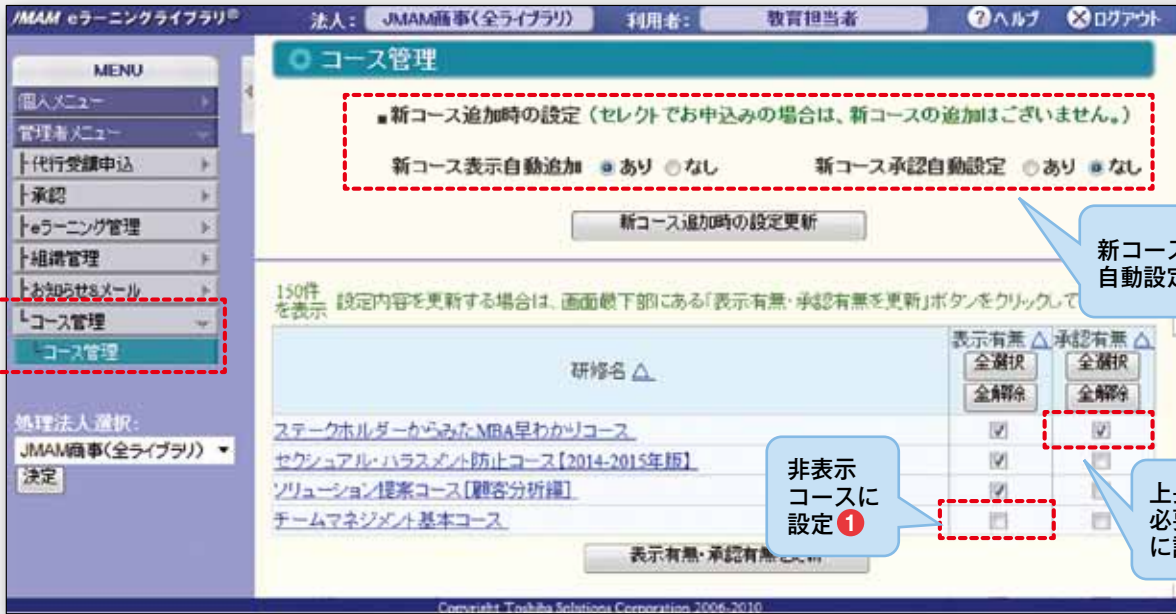 JMAM eラーニングライブラリ®
法人: JMAM商事(全ライブラリ) 利用者: 教育担当者 ?ヘルプ ×ログアウト
MENU
個人メニュー
管理者メニュー
代行受講申込
承認
eラーニング管理
組織管理
お知らせ&メール
コース管理
コース管理
処理法人選択:
JMAM商事(全ライブラリ)
決定
コース管理
■新コース追加時の設定(セレクトでお申込みの場合は、新コースの追加はございません。)
新コース表示自動追加 あり なし 新コース承認自動設定 あり なし
新コース追加時の設定更新
新コース
自動設定
150件を表示 設定内容を更新する場合は、画面最下部にある「表示有無・承認有無を更新」ボタンをクリックして
研修名 △ 表示有無 △ 承認有無 △
全選択 全選択
全解除 全解除
ステークホルダーからみたMBA早わかりコース
セクシュアル・ハラスメント防止コース【2014-2015年版】
ソリューション提案コース[顧客分析編]
チームマネジメント基本コース
非表示
コースに
設定❶
必
に
表示有無・承認有無を更新
Copyright Toshiba Solutions Corporation 2006-2010